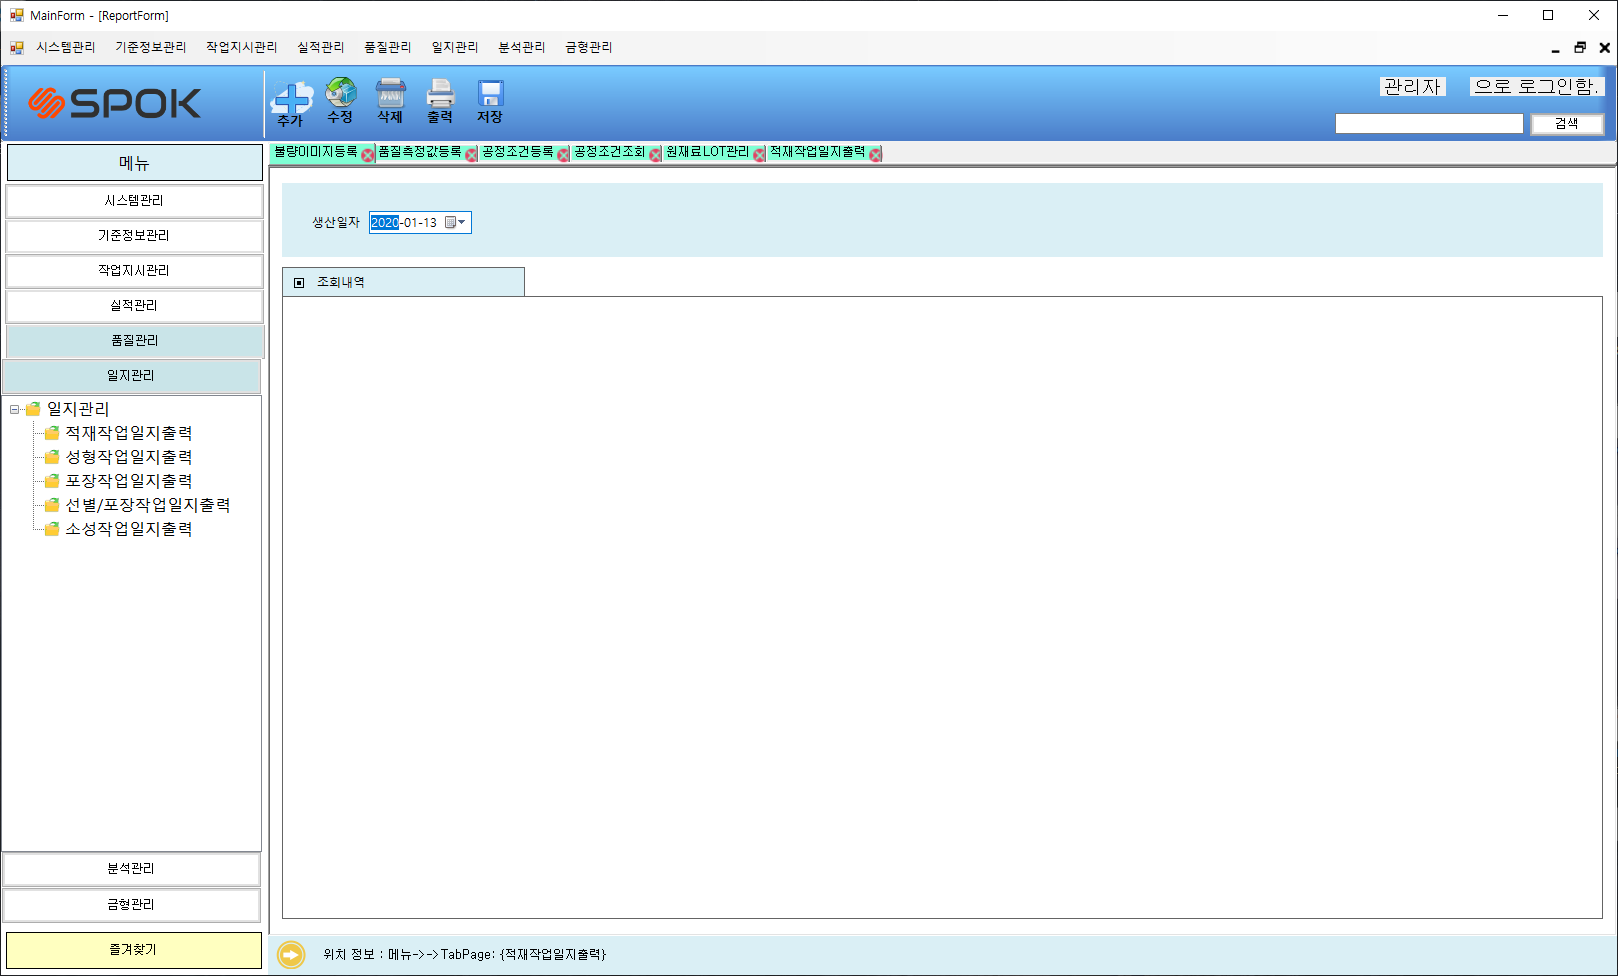 MainForm - [ReportForm]
시스템관리 기준정보관리 작업지시관리 실적관리 품질관리 일지관리 분석관리 금형관리
SPOK
추가 수정 삭제 출력 저장
관리자 으로 로그인함.
검색
메뉴
시스템관리
기준정보관리
작업지시관리
실적관리
품질관리
일지관리
일지관리
적재작업일지출력
성형작업일지출력
포장작업일지출력
선별/포장작업일지출력
소성작업일지출력
분석관리
금형관리
즐겨찾기
불량이미지등록 품질측정값등록 공정조건등록 공정조건조회 원재료LOT관리 적재작업일지출력
생산일자 2020-01-13
조회내역
위치 정보 : 메뉴->->TabPage: {적재작업일지출력}